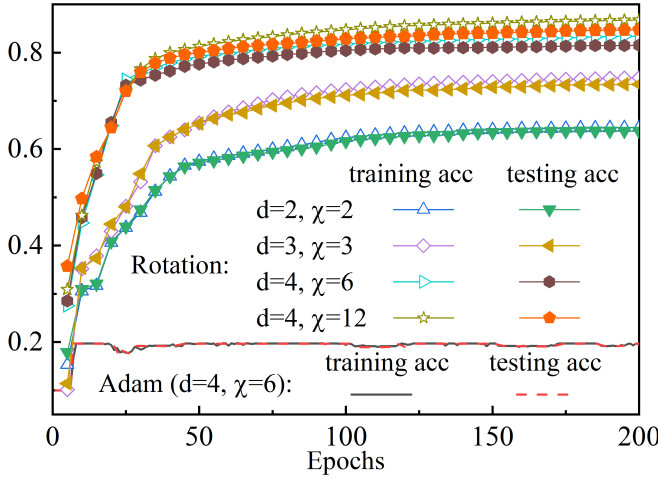 0.8
0.6
0.4
0.2
training acc testing acc
d=2, χ=2
d=3, χ=3
Rotation:
d=4, χ=6
d=4, χ=12
training acc testing acc
Adam (d=4, χ=6):
0 50 100 150 200
Epochs